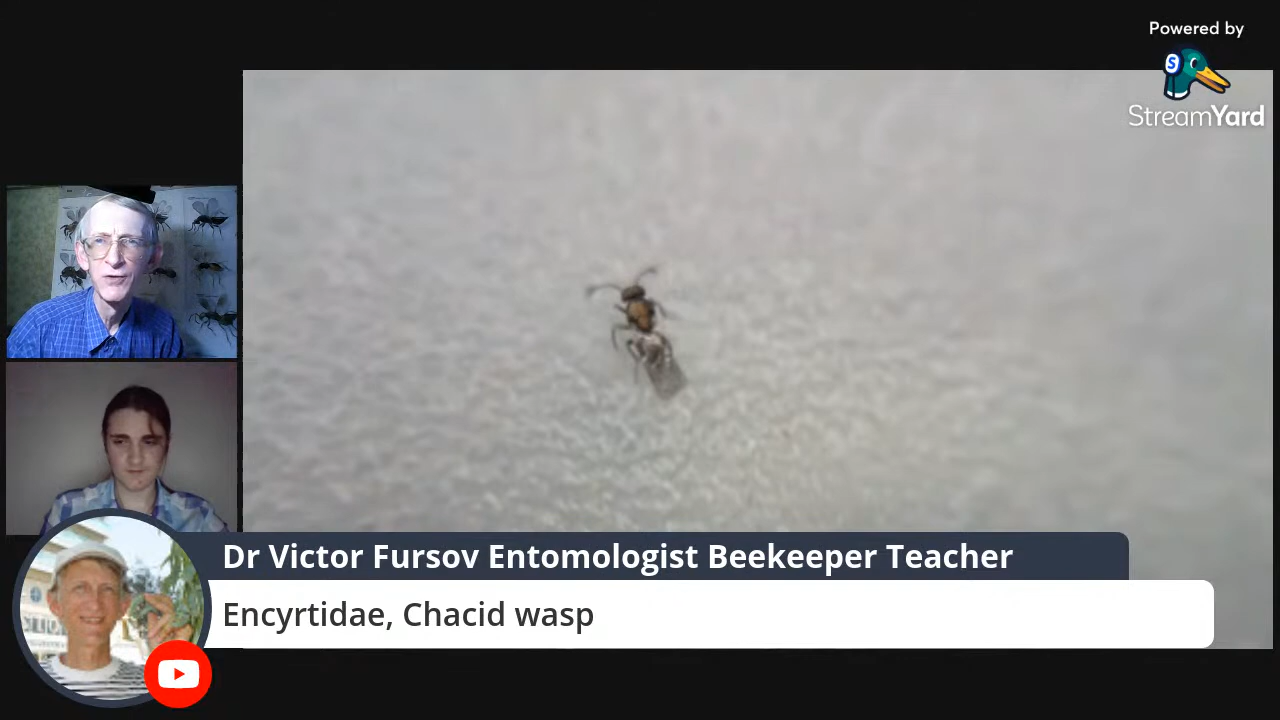 Powered by
S
StreamYard
Dr Victor Fursov Entomologist Beekeeper Teacher
Encyrtidae, Chacid wasp